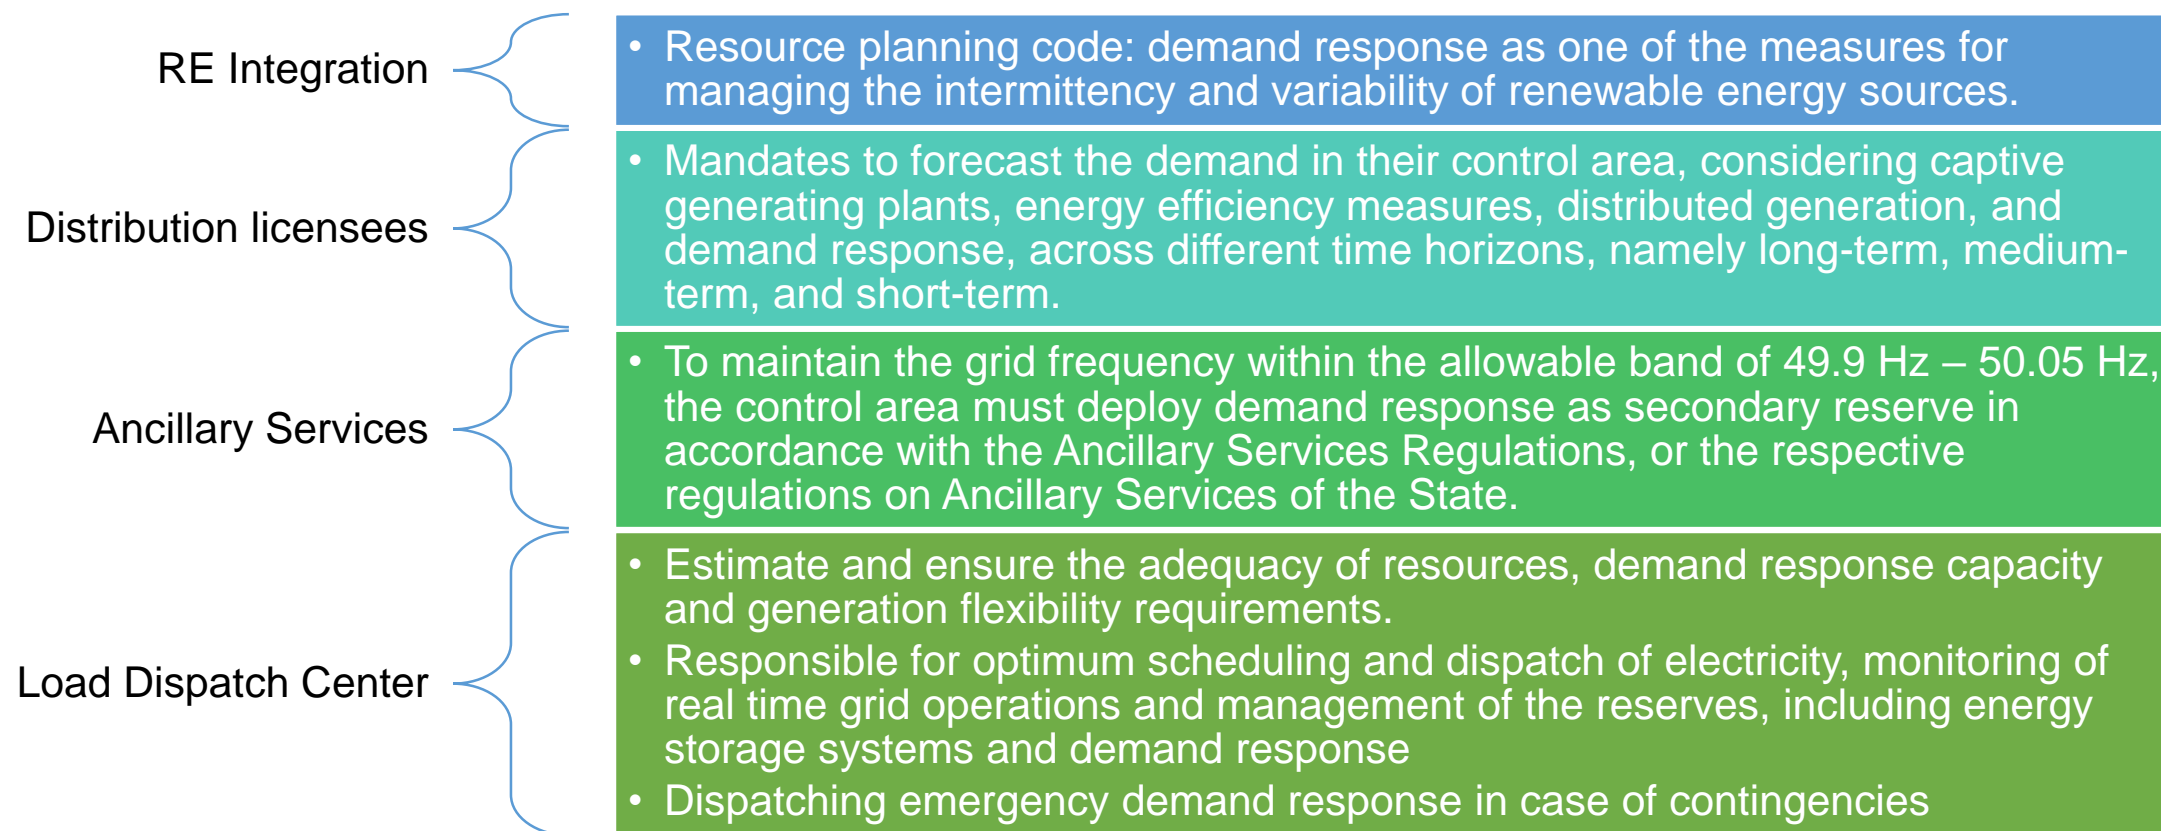 RE Integration
• Resource planning code: demand response as one of the measures for
managing the intermittency and variability of renewable energy sources.
Distribution licensees
• Mandates to forecast the demand in their control area, considering captive
generating plants, energy efficiency measures, distributed generation, and
demand response, across different time horizons, namely long-term, medium-
term, and short-term.
Ancillary Services
• To maintain the grid frequency within the allowable band of 49.9 Hz – 50.05 Hz,
the control area must deploy demand response as secondary reserve in
accordance with the Ancillary Services Regulations, or the respective
regulations on Ancillary Services of the State.
Load Dispatch Center
• Estimate and ensure the adequacy of resources, demand response capacity
and generation flexibility requirements.
• Responsible for optimum scheduling and dispatch of electricity, monitoring of
real time grid operations and management of the reserves, including energy
storage systems and demand response
• Dispatching emergency demand response in case of contingencies